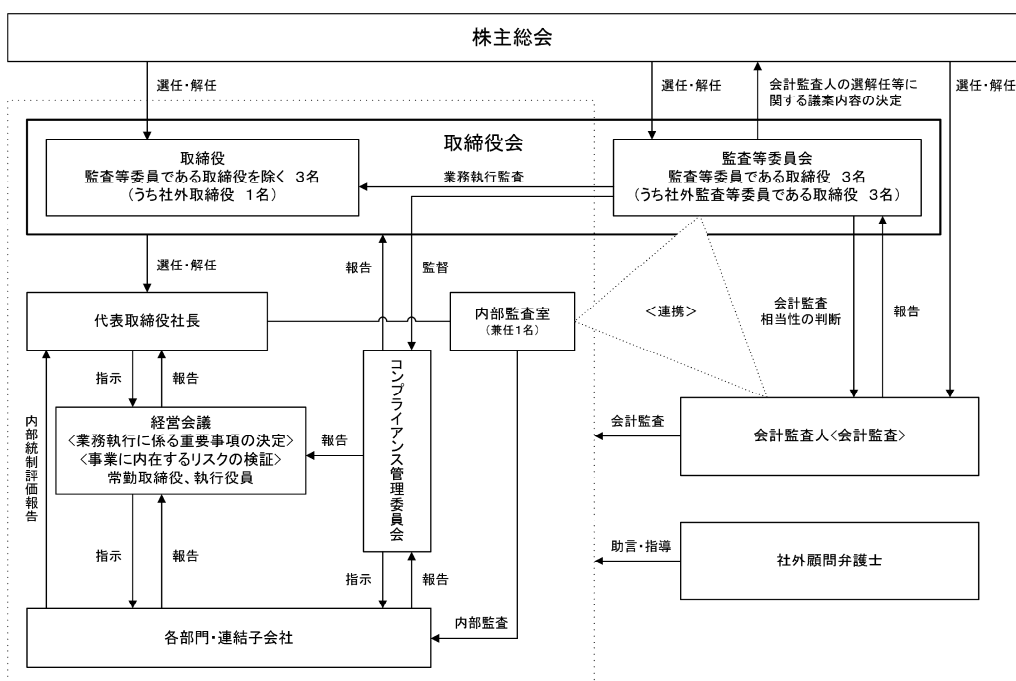 株主総会
選任・解任
選任・解任
会計監査人の選解任等に
関する議案内容の決定
選任・解任
取締役会
取締役
監査等委員である取締役を除く 3名
(うち社外取締役 1名)
業務執行監査
監査等委員会
監査等委員である取締役 3名
(うち社外監査等委員である取締役 3名)
選任・解任
報告
監督
代表取締役社長
内部監査室
(兼任1名)
<連携>
会計監査
相当性の判断
報告
指示
報告
内部統制評価報告
経営会議
<業務執行に係る重要事項の決定>
<事業に内在するリスクの検証>
常勤取締役、執行役員
報告
コンプライアンス管理委員会
会計監査
会計監査人<会計監査>
指示
報告
指示
報告
助言・指導
社外顧問弁護士
内部監査
各部門・連結子会社